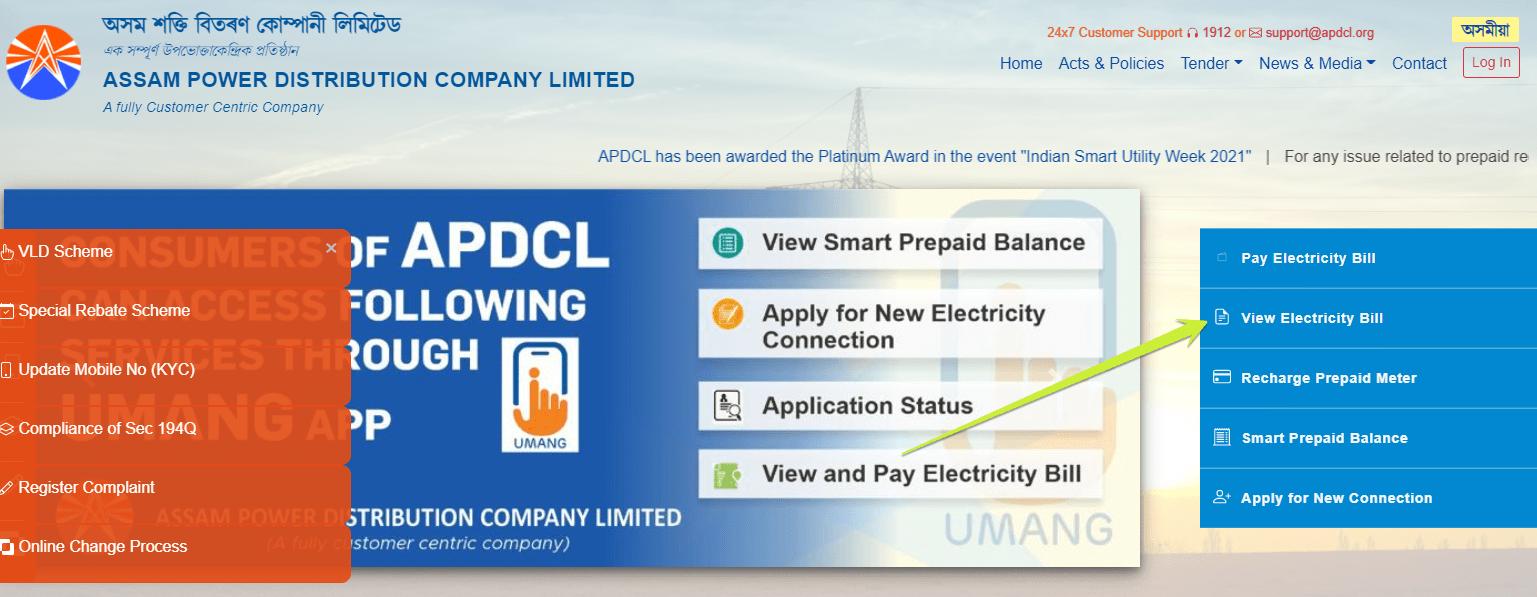 অসম শক্তি বিতৰণ কোম্পানী লিমিটেড
এক সম্পূৰ্ণ উপভোক্তাকেন্দ্ৰিক প্ৰতিষ্ঠান
ASSAM POWER DISTRIBUTION COMPANY LIMITED
A fully Customer Centric Company
24x7 Customer Support 1912 or support@apdcl.org
অসমীয়া
Home Acts & Policies Tender News & Media Contact Log In
APDCL has been awarded the Platinum Award in the event "Indian Smart Utility Week 2021" | For any issue related to prepaid re
VLD Scheme ×
Special Rebate Scheme
Update Mobile No (KYC)
Compliance of Sec 194Q
Register Complaint
Online Change Process
CONSUMERS OF APDCL
CAN ACCESS FOLLOWING
SERVICES THROUGH
UMANG APP
UMANG
ASSAM POWER DISTRIBUTION COMPANY LIMITED
(A fully customer centric company)
View Smart Prepaid Balance
Apply for New Electricity
Connection
Application Status
View and Pay Electricity Bill
UMANG
Pay Electricity Bill
View Electricity Bill
Recharge Prepaid Meter
Smart Prepaid Balance
Apply for New Connection